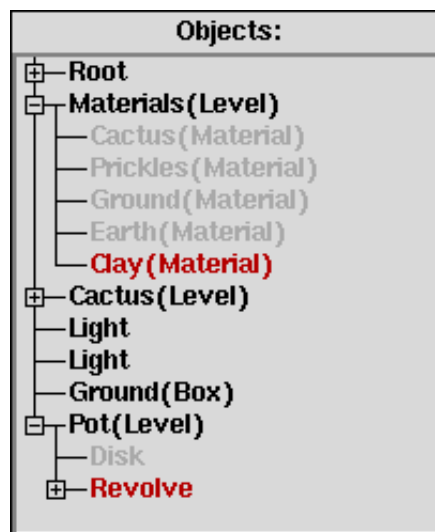 Objects:
Root
Materials(Level)
Cactus(Material)
Prickles(Material)
Ground(Material)
Earth(Material)
Clay(Material)
Cactus(Level)
Light
Light
Ground(Box)
Pot(Level)
Disk
Revolve